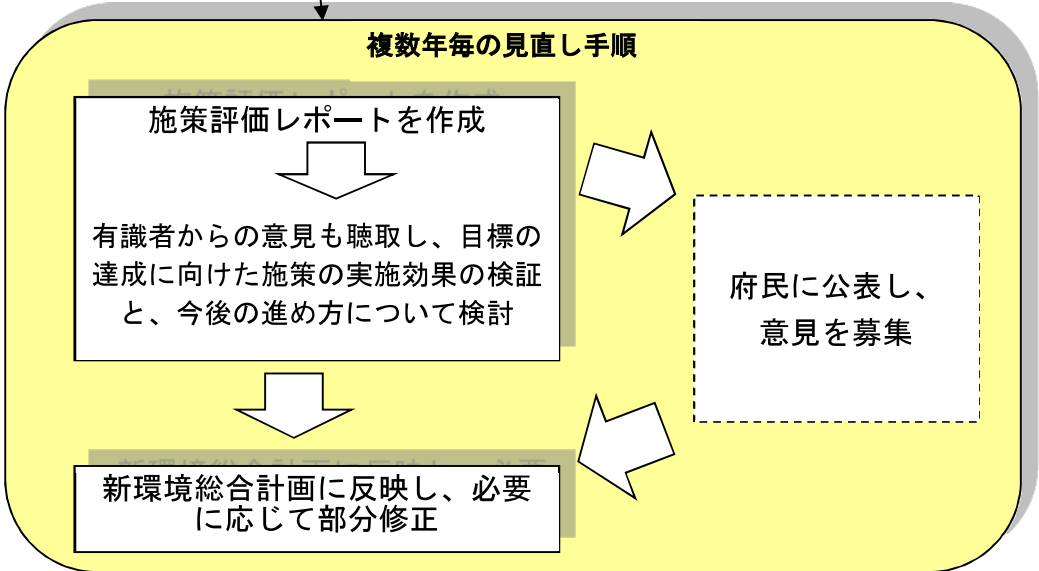 複数年毎の見直し手順
施策評価レポートを作成
有識者からの意見も聴取し、目標の
達成に向けた施策の実施効果の検証
と、今後の進め方について検討
府民に公表し、
意見を募集
新環境総合計画に反映し、必要
に応じて部分修正